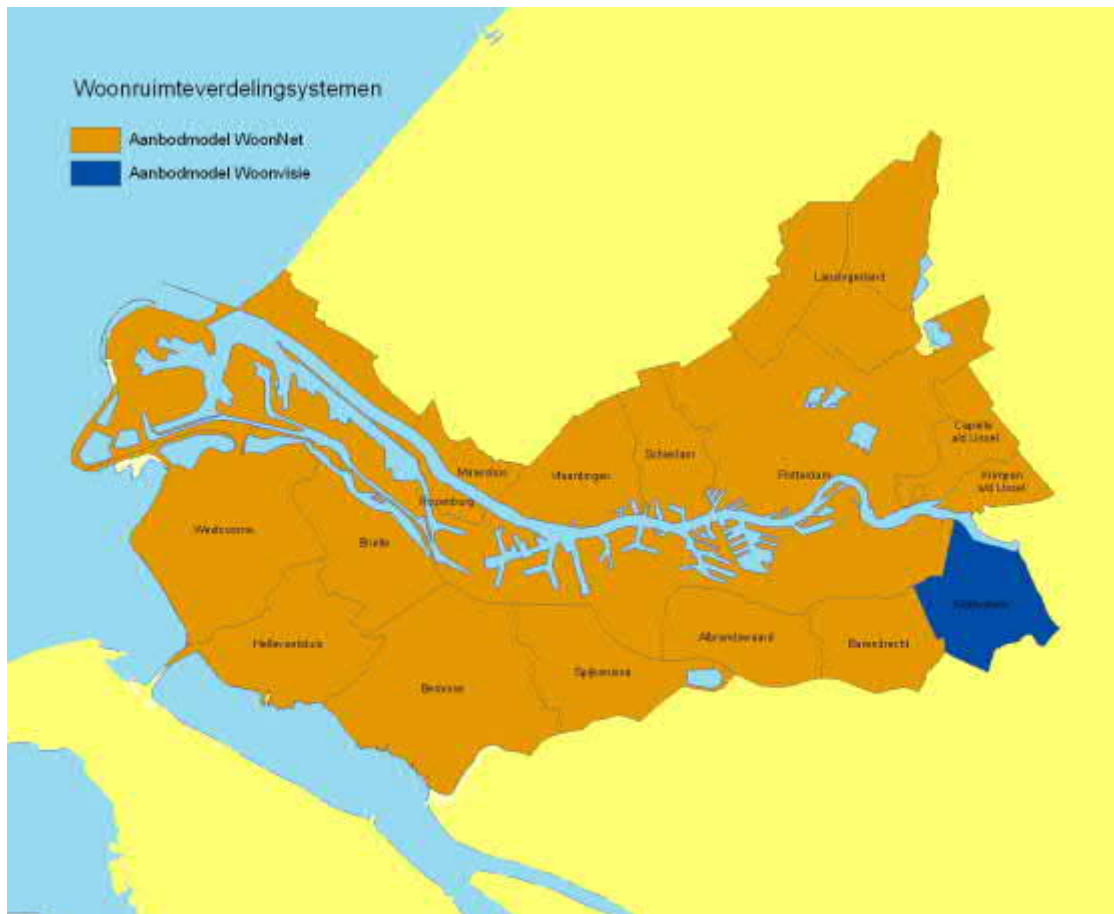 Woonruimteverdelingsystemen
Aanbodmodel WoonNet
Aanbodmodel Woonvisie
Lansingerland
Capelle
a/d IJssel
Krimpen
a/d IJssel
Schiedam
Rotterdam
Vlaardingen
Maassluis
Rozenburg
Westvoorne
Brielle
Hellevoetsluis
Bernisse
Spijkenisse
Albrandswaard
Barendrecht